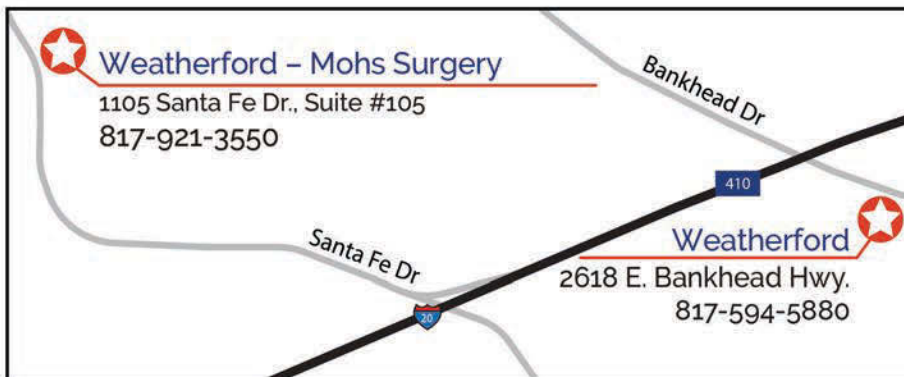 Weatherford – Mohs Surgery
1105 Santa Fe Dr., Suite #105
817-921-3550
Bankhead Dr
410
Santa Fe Dr
20
Weatherford
2618 E. Bankhead Hwy.
817-594-5880